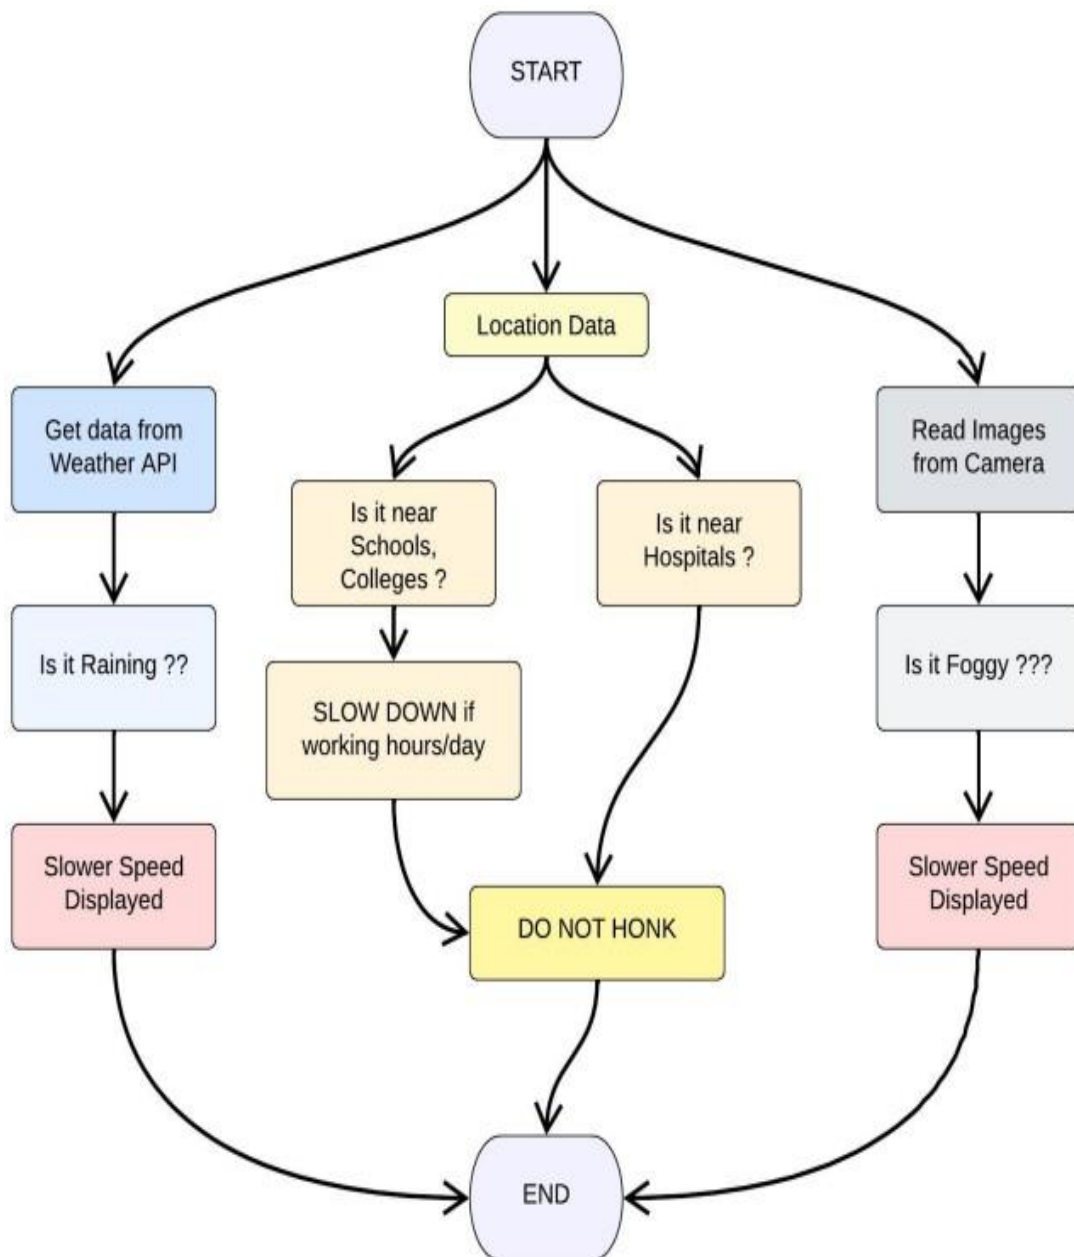 START
Location Data
Get data from
Weather API
Read Images
from Camera
Is it near
Schools,
Colleges ?
Is it near
Hospitals ?
Is it Raining ??
Is it Foggy ???
SLOW DOWN if
working hours/day
Slower Speed
Displayed
Slower Speed
Displayed
DO NOT HONK
END